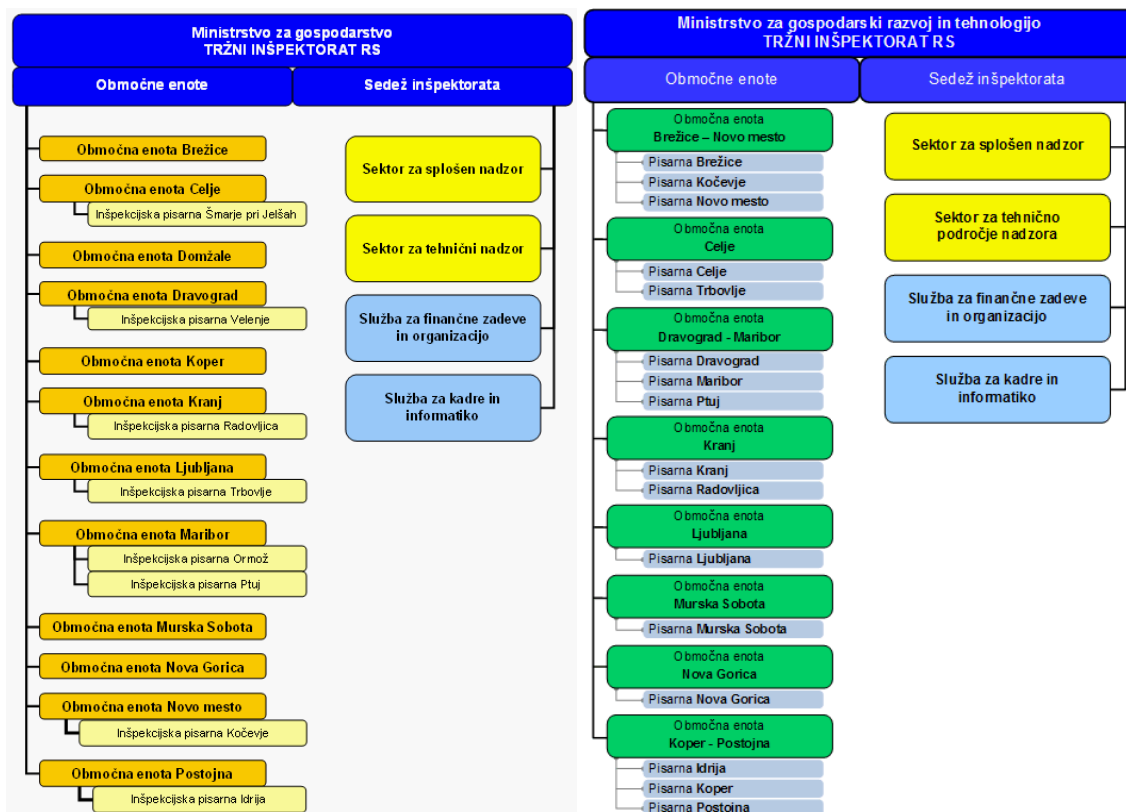 Ministrstvo za gospodarstvo
TRŽNI INŠPEKTORAT RS
Območne enote
Sedež inšpektorata
Območna enota Brežice
Območna enota Celje
Inšpekcijska pisarna Šmarje pri Jelšah
Območna enota Domžale
Območna enota Dravograd
Inšpekcijska pisarna Velenje
Območna enota Koper
Območna enota Kranj
Inšpekcijska pisarna Radovljica
Območna enota Ljubljana
Inšpekcijska pisarna Trbovlje
Območna enota Maribor
Inšpekcijska pisarna Ormož
Inšpekcijska pisarna Ptuj
Območna enota Murska Sobota
Območna enota Nova Gorica
Območna enota Novo mesto
Inšpekcijska pisarna Kočevje
Območna enota Postojna
Inšpekcijska pisarna Idrija
Sektor za splošen nadzor
Sektor za tehnični nadzor
Služba za finančne zadeve
in organizacijo
Služba za kadre in
informatiko
Ministrstvo za gospodarski razvoj in tehnologijo
TRŽNI INŠPEKTORAT RS
Območne enote
Sedež inšpektorata
Območna enota
Brežice – Novo mesto
Pisarna Brežice
Pisarna Kočevje
Pisarna Novo mesto
Območna enota
Celje
Pisarna Celje
Pisarna Trbovlje
Območna enota
Dravograd - Maribor
Pisarna Dravograd
Pisarna Maribor
Pisarna Ptuj
Območna enota
Kranj
Pisarna Kranj
Pisarna Radovljica
Območna enota
Ljubljana
Pisarna Ljubljana
Območna enota
Murska Sobota
Pisarna Murska Sobota
Območna enota
Nova Gorica
Pisarna Nova Gorica
Območna enota
Koper - Postojna
Pisarna Idrija
Pisarna Koper
Pisarna Postojna
Sektor za splošen nadzor
Sektor za tehnično
področje nadzora
Služba za finančne zadeve
in organizacijo
Služba za kadre in
informatiko